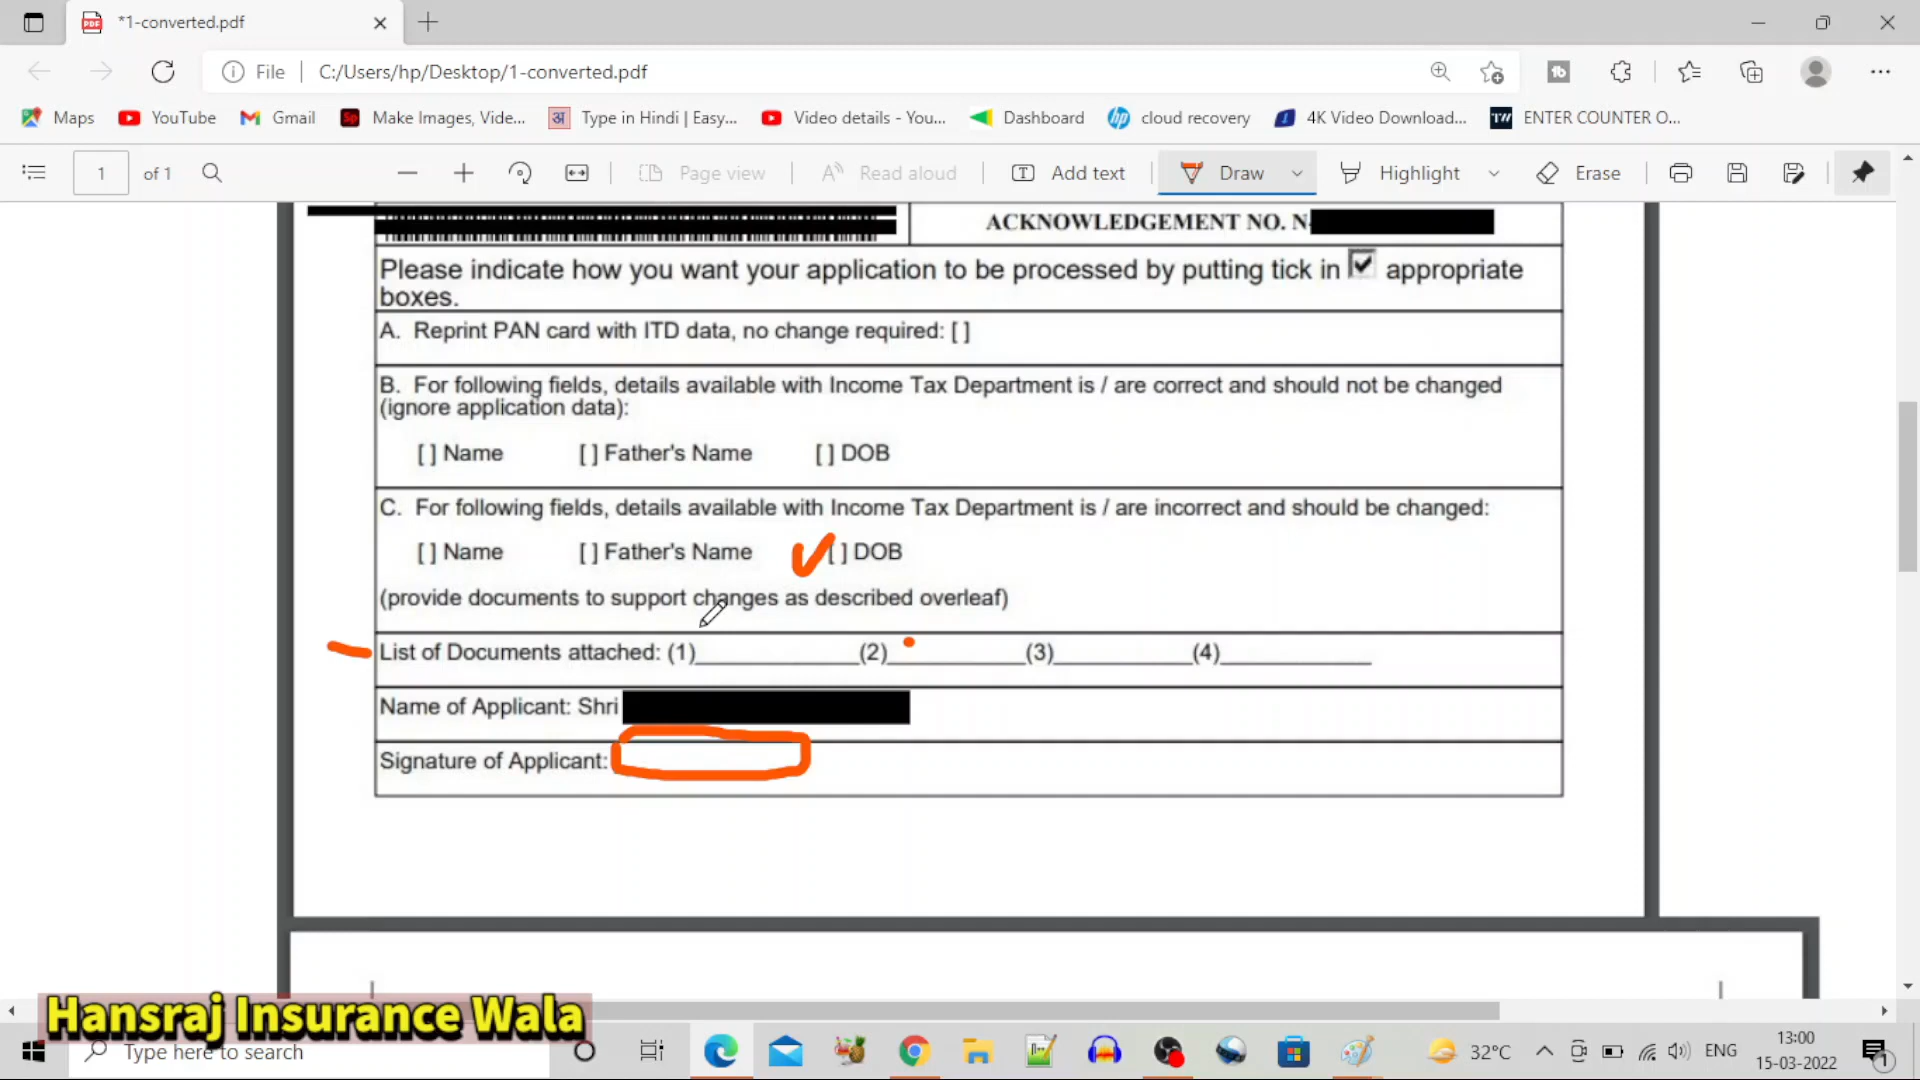 *1-converted.pdf
File C:/Users/hp/Desktop/1-converted.pdf
Maps YouTube Gmail Make Images, Vide... Type in Hindi | Easy... Video details - You... Dashboard cloud recovery 4K Video Download... ENTER COUNTER O...
1 of 1 Page view Read aloud Add text Draw Highlight Erase
ACKNOWLEDGEMENT NO. N-
Please indicate how you want your application to be processed by putting tick in appropriate
boxes.
A. Reprint PAN card with ITD data, no change required: [ ]
B. For following fields, details available with Income Tax Department is / are correct and should not be changed
(ignore application data):
[ ] Name [ ] Father's Name [ ] DOB
C. For following fields, details available with Income Tax Department is / are incorrect and should be changed:
[ ] Name [ ] Father's Name [ ] DOB
(provide documents to support changes as described overleaf)
List of Documents attached: (1)____________(2)__________(3)__________(4)___________
Name of Applicant: Shri
Signature of Applicant:
Hansraj Insurance Wala
Type here to search 32°C ENG 13:00
15-03-2022 1